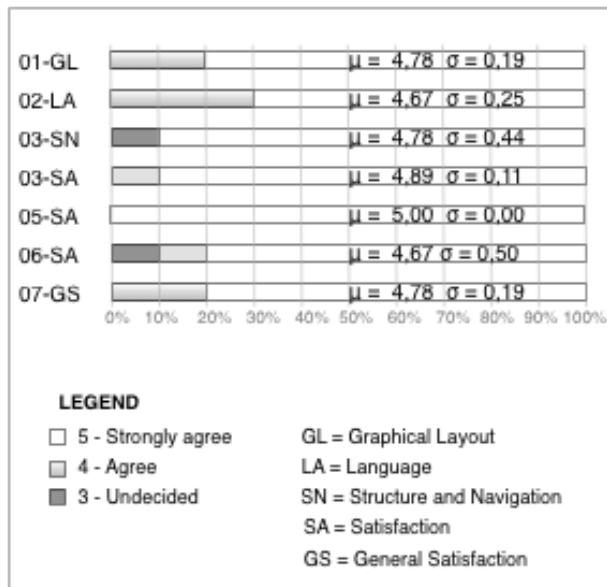 01-GL μ = 4,78 σ = 0,19
02-LA μ = 4,67 σ = 0,25
03-SN μ = 4,78 σ = 0,44
03-SA μ = 4,89 σ = 0,11
05-SA μ = 5,00 σ = 0,00
06-SA μ = 4,67 σ = 0,50
07-GS μ = 4,78 σ = 0,19
0% 10% 20% 30% 40% 50% 60% 70% 80% 90% 100%
LEGEND
5 - Strongly agree GL = Graphical Layout
4 - Agree LA = Language
3 - Undecided SN = Structure and Navigation
SA = Satisfaction
GS = General Satisfaction